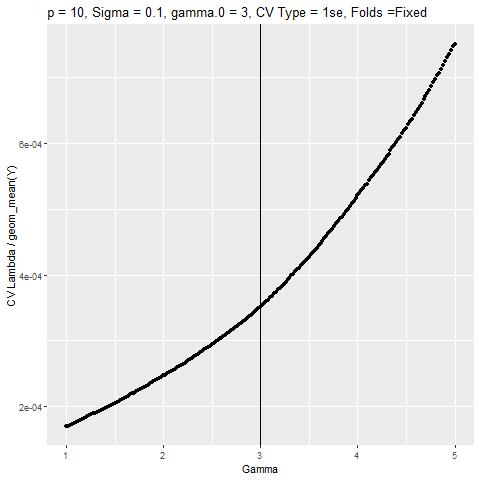 p = 10, Sigma = 0.1, gamma.0 = 3, CV Type = 1se, Folds =Fixed
CV Lambda / geom_mean(Y)
6e-04
4e-04
2e-04
1 2 3 4 5
Gamma